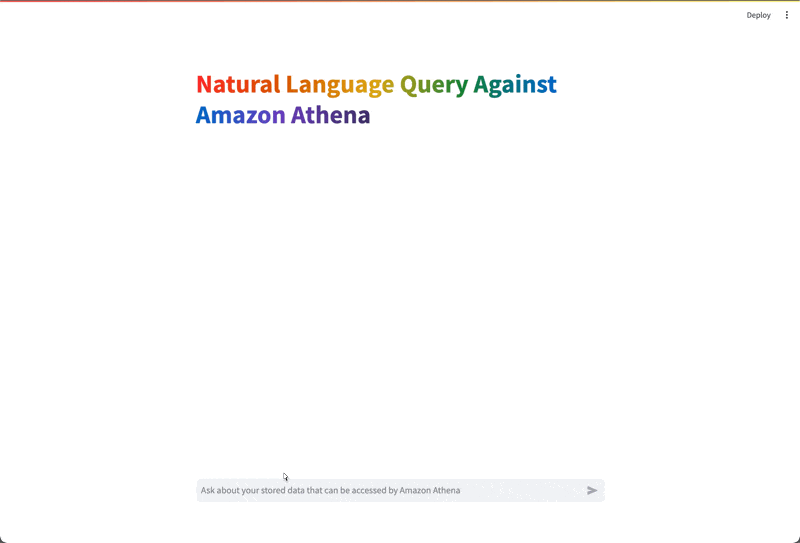 Deploy
Natural Language Query Against
Amazon Athena
Ask about your stored data that can be accessed by Amazon Athena